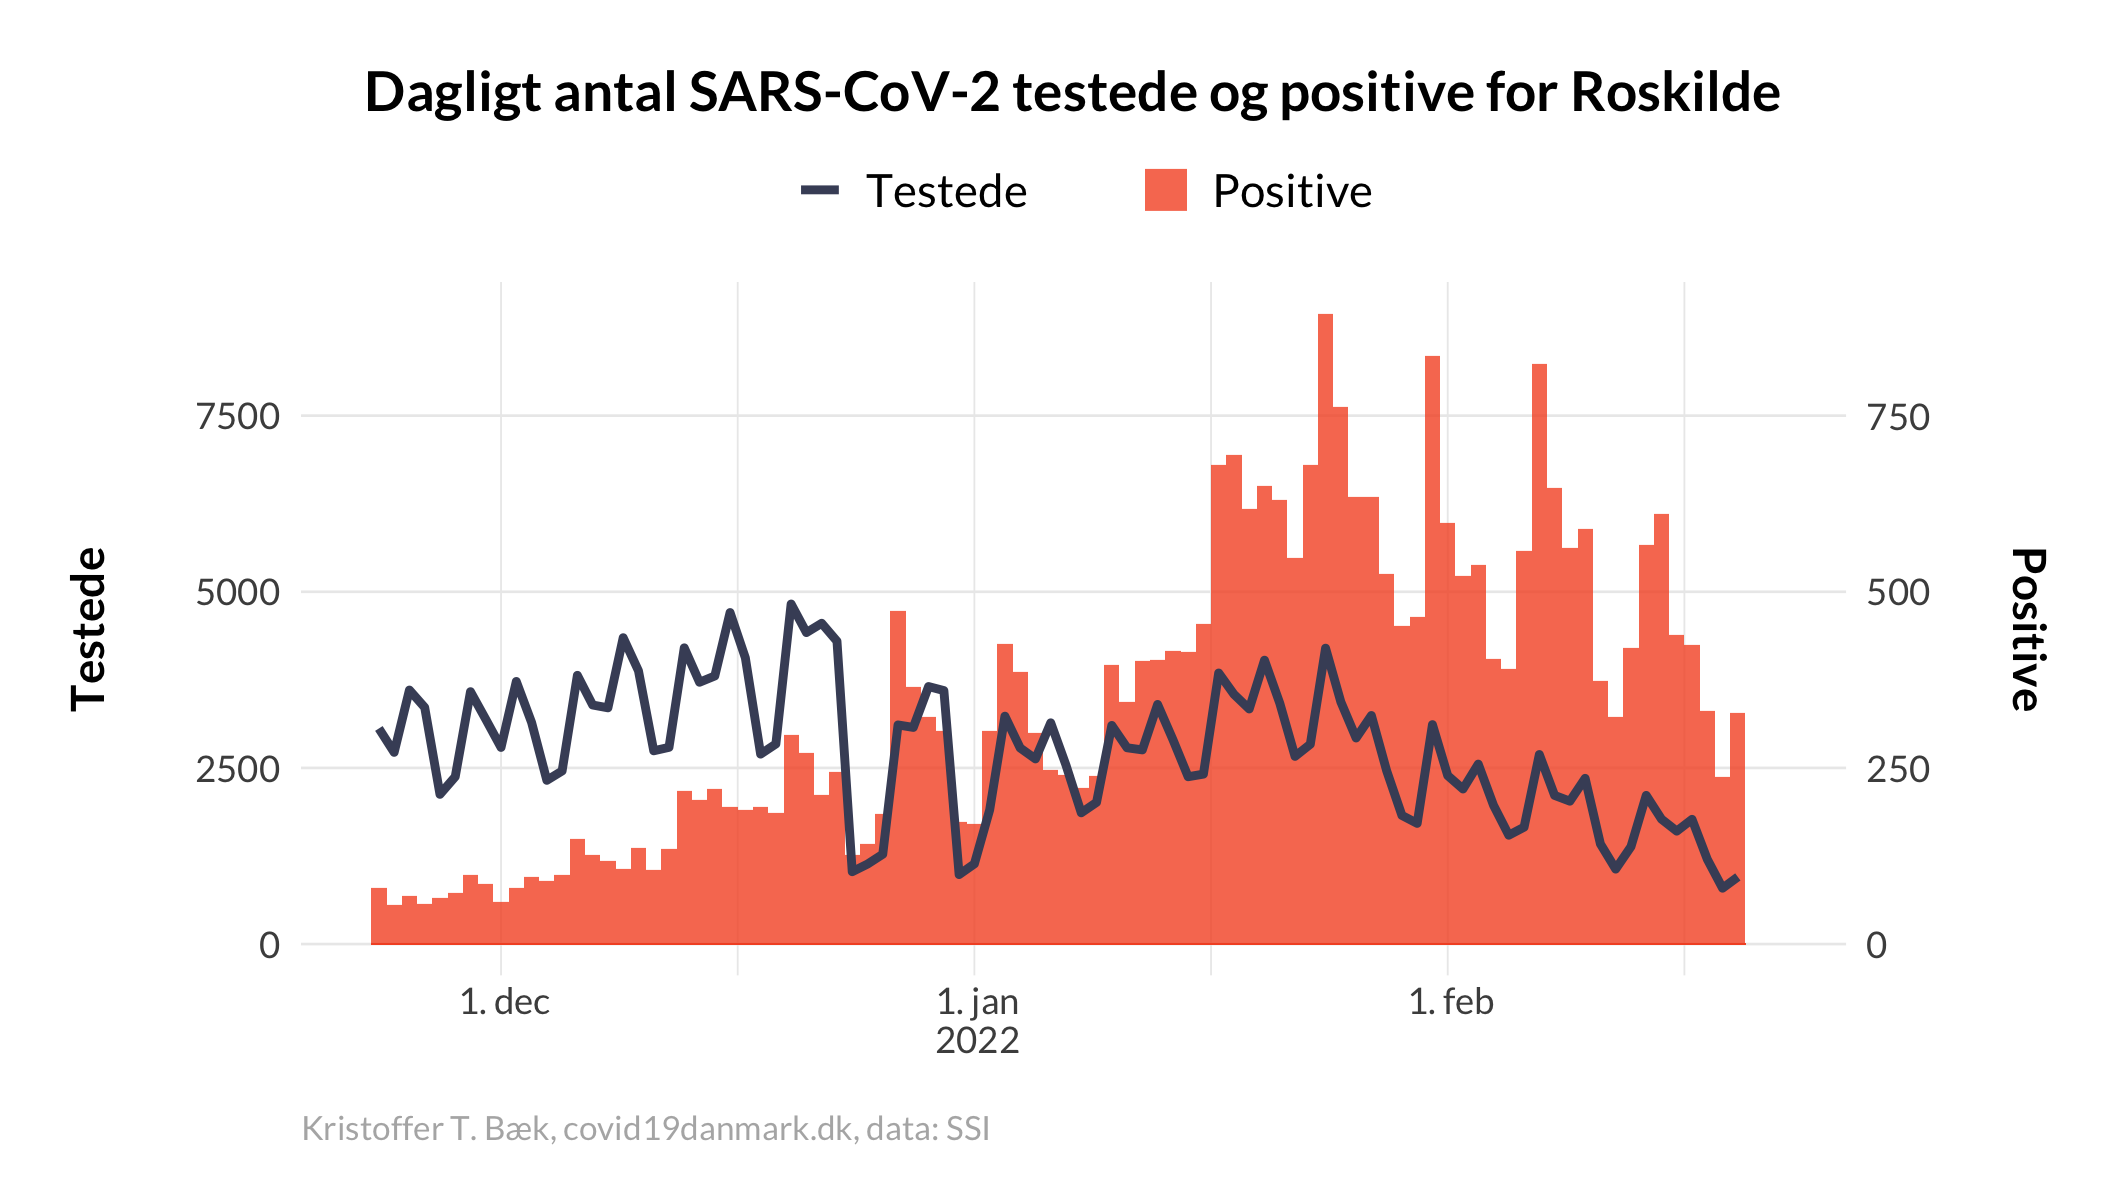 Dagligt antal SARS-CoV-2 testede og positive for Roskilde
Testede
Positive
7500
5000
2500
0
Testede
750
500
250
0
Positive
1. dec
1. jan
2022
1. feb
Kristoffer T. Bæk, covid19danmark.dk, data: SSI